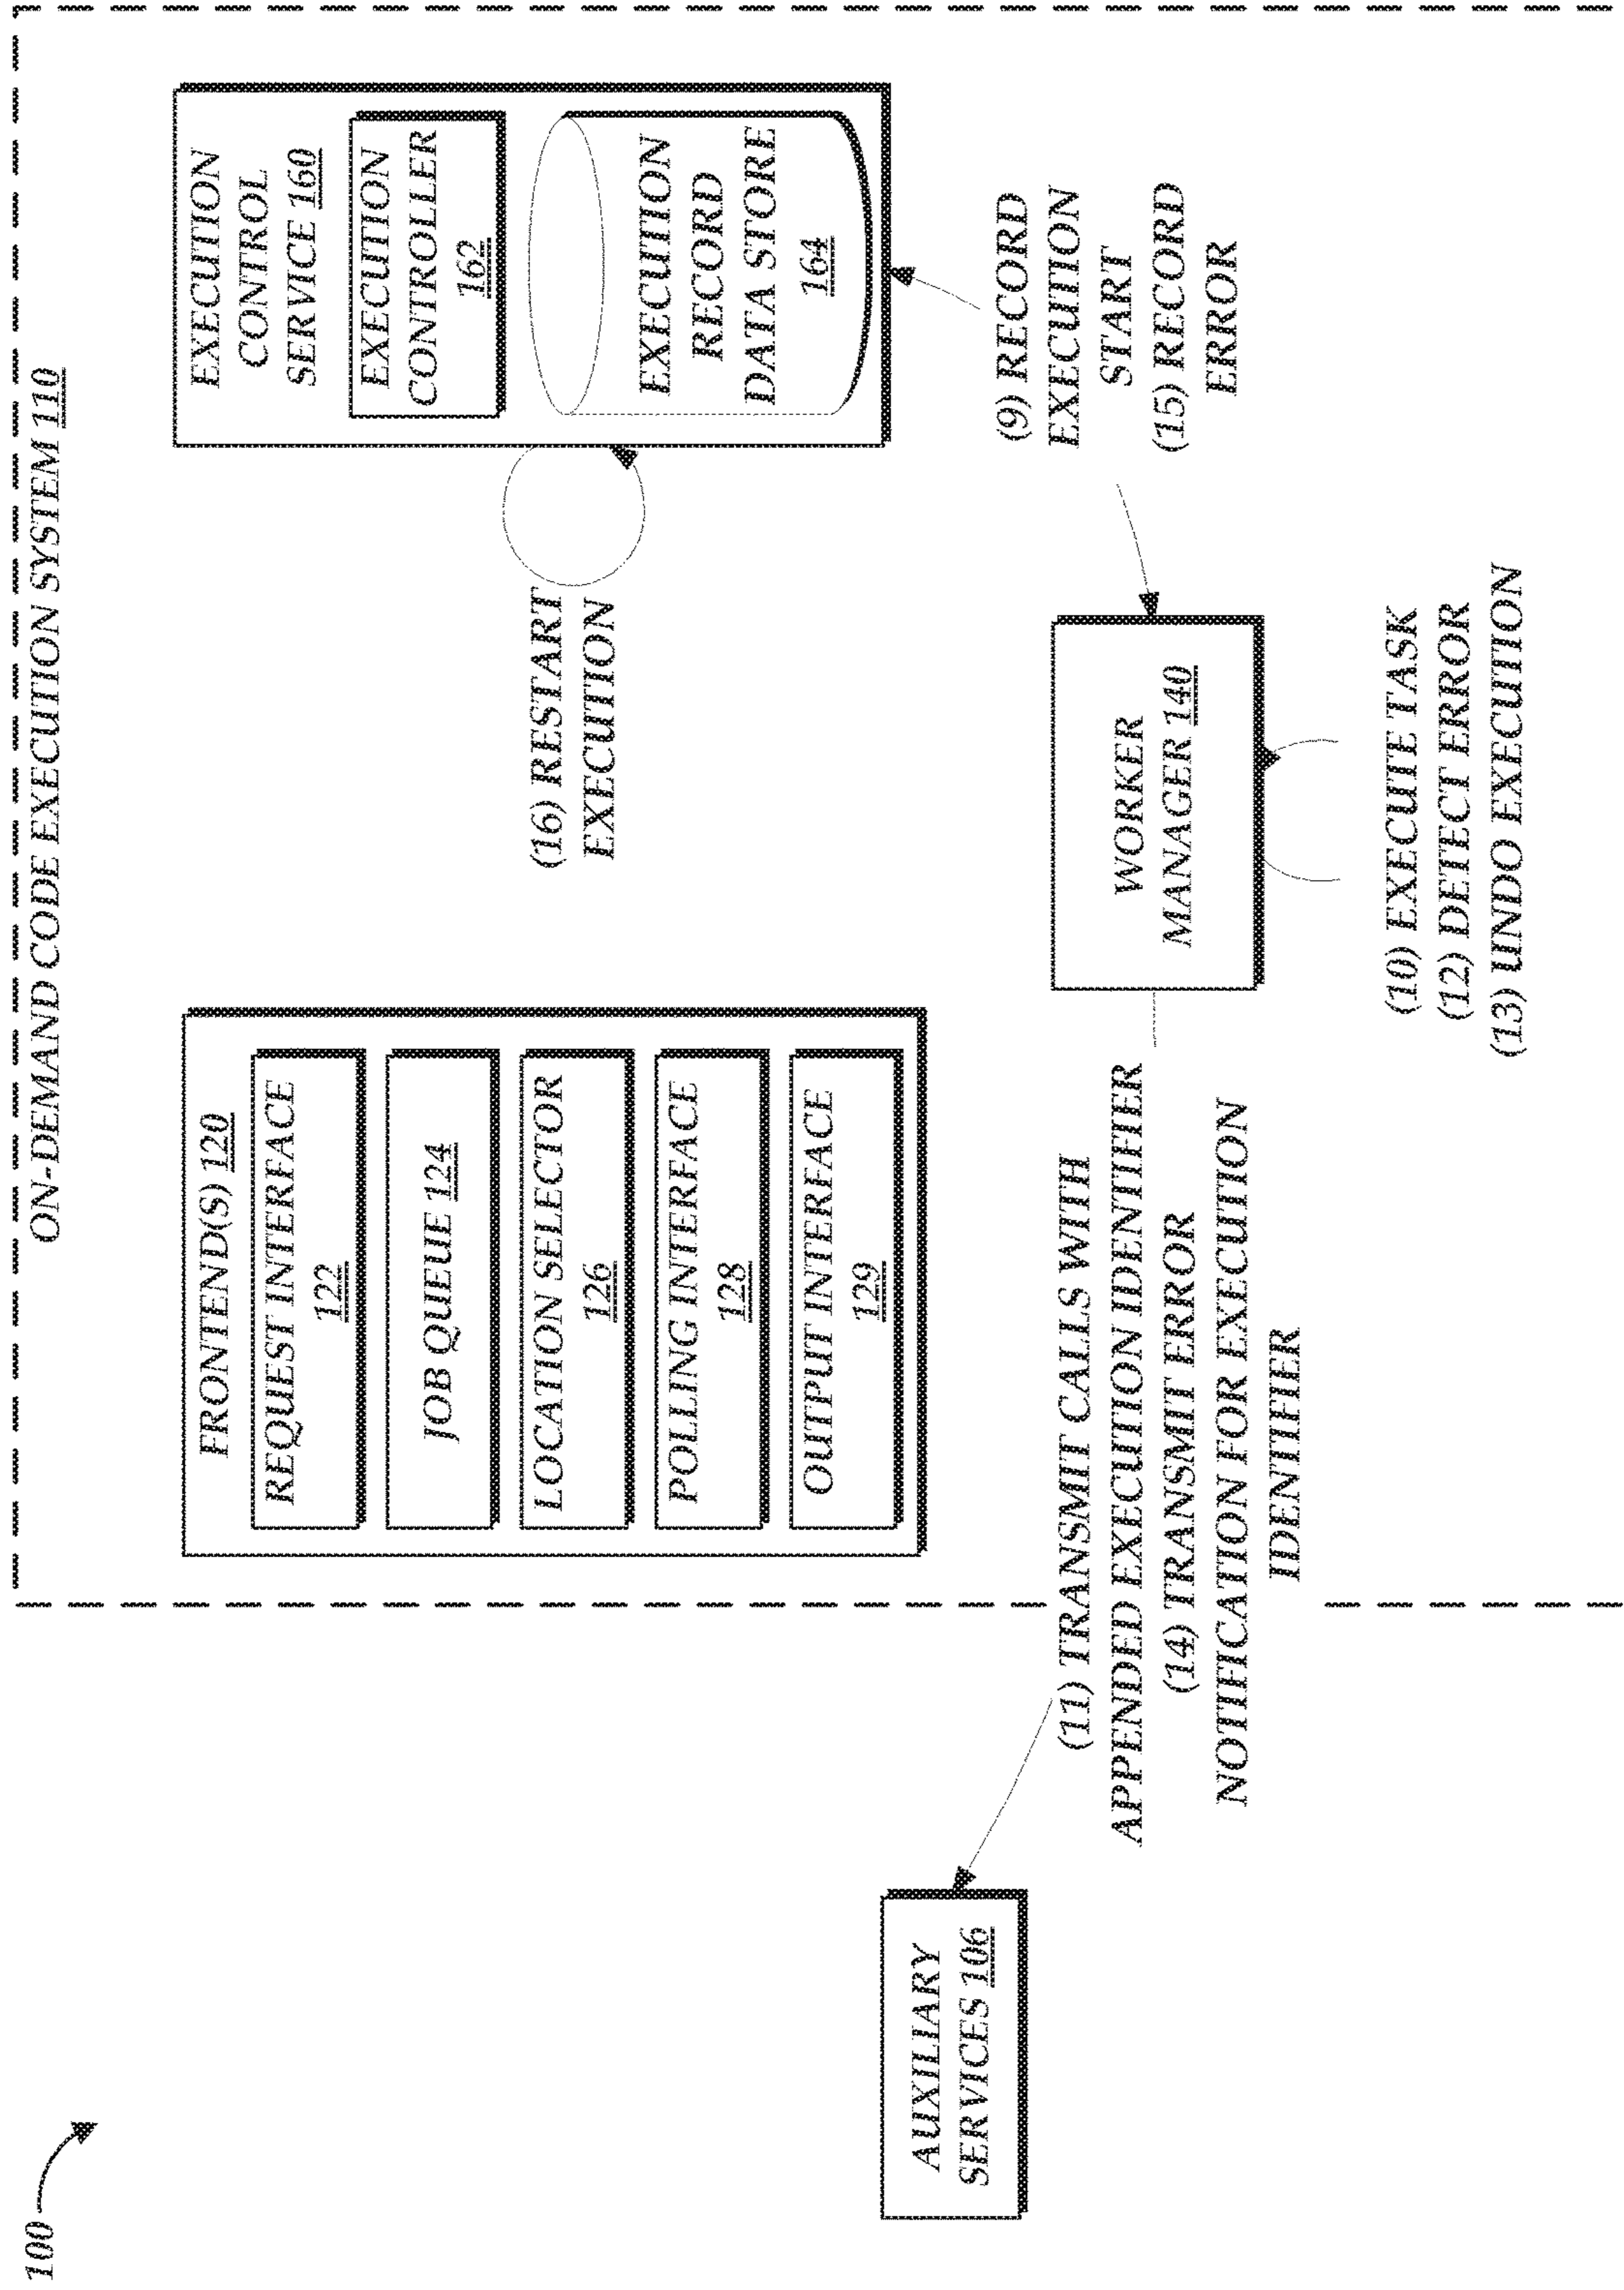 100
ON-DEMAND CODE EXECUTION SYSTEM 110
FRONTEND(S) 120
REQUEST INTERFACE
122
JOB QUEUE 124
LOCATION SELECTOR
126
POLLING INTERFACE
128
OUTPUT INTERFACE
129
EXECUTION
CONTROL
SERVICE 160
EXECUTION
CONTROLLER
162
EXECUTION
RECORD
DATA STORE
164
(16) RESTART
EXECUTION
AUXILIARY
SERVICES 106
(11) TRANSMIT CALLS WITH
APPENDED EXECUTION IDENTIFIER
(14) TRANSMIT ERROR
NOTIFICATION FOR EXECUTION
IDENTIFIER
WORKER
MANAGER 140
(9) RECORD
EXECUTION
START
(15) RECORD
ERROR
(10) EXECUTE TASK
(12) DETECT ERROR
(13) UNDO EXECUTION